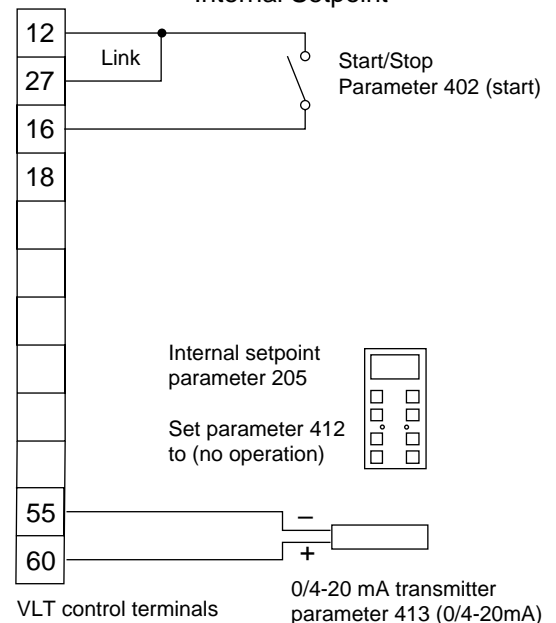 Internal Setpoint
12
Link
27
Start/Stop
Parameter 402 (start)
16
18
Internal setpoint
parameter 205
Set parameter 412
to (no operation)
55
–
60
+
0/4-20 mA transmitter
parameter 413 (0/4-20mA)
VLT control terminals